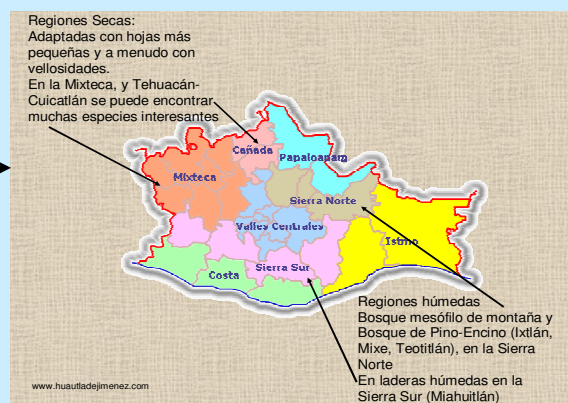 Regiones Secas:
Adaptadas con hojas más
pequeñas y a menudo con
vellosidades.
En la Mixteca, y Tehuacán-
Cuicatlán se puede encontrar
muchas especies interesantes
Cañada
Papaloapam
Mixteca
Sierra Norte
Valles Centrales
Istmo
Sierra Sur
Costa
Regiones húmedas
Bosque mesófilo de montaña y
Bosque de Pino-Encino (Ixtlán,
Mixe, Teotitlán), en la Sierra
Norte
En laderas húmedas en la
Sierra Sur (Miahuitlán)
www.huautladejimenez.com